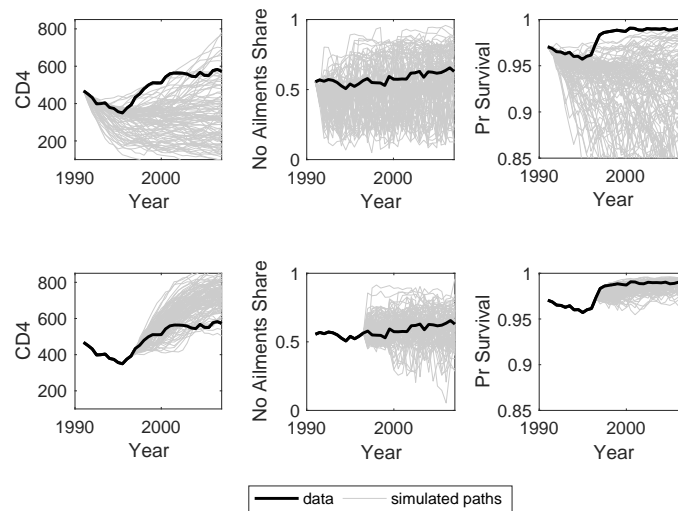 800
600
400
200
CD4
1990
2000
Year
1
0.5
0
No Ailments Share
1990
2000
Year
1
0.95
0.9
0.85
Pr Survival
1990
2000
Year
800
600
400
200
CD4
1990
2000
Year
1
0.5
0
No Ailments Share
1990
2000
Year
1
0.95
0.9
0.85
Pr Survival
1990
2000
Year
data
simulated paths